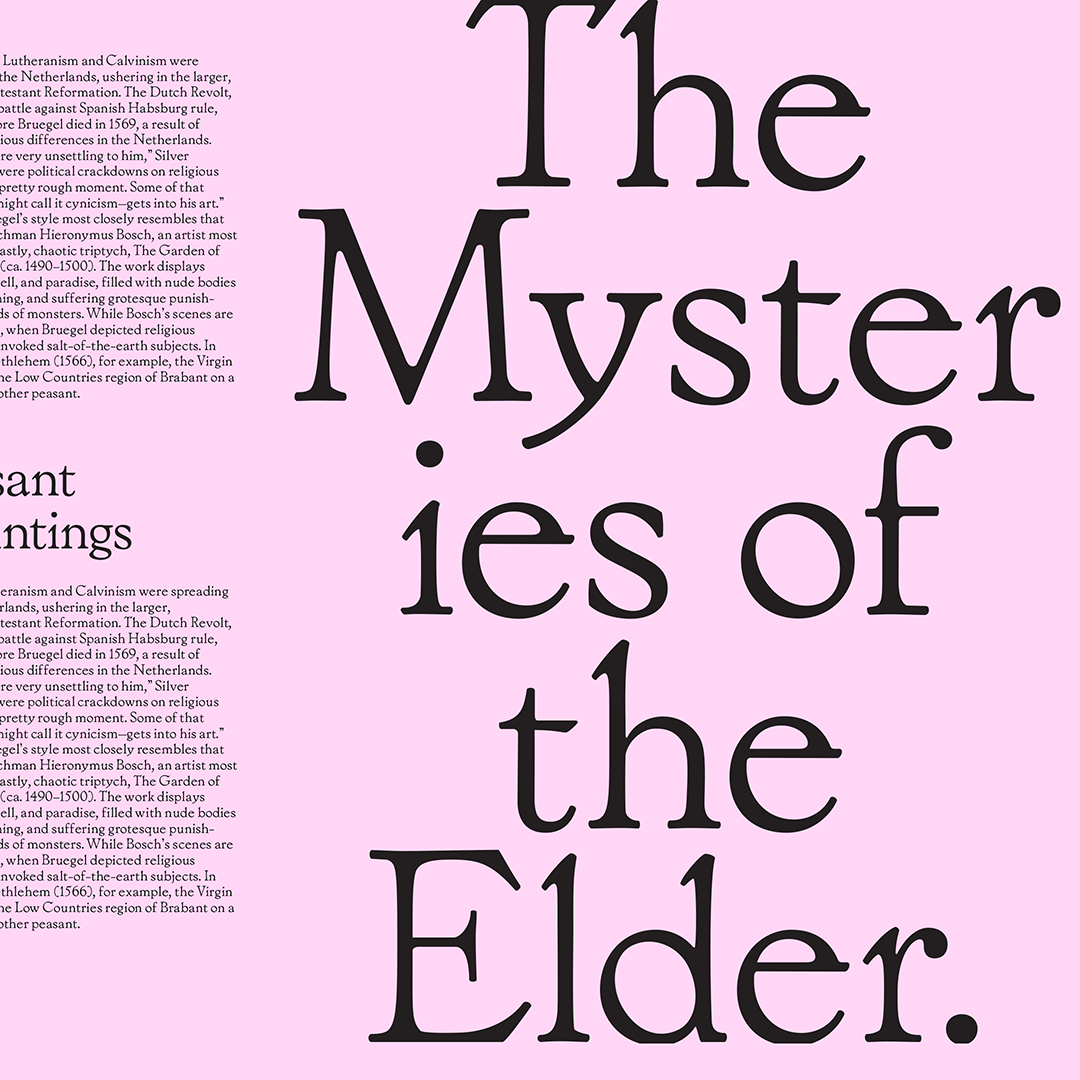 Lutheranism and Calvinism were
the Netherlands, ushering in the larger,
testant Reformation. The Dutch Revolt,
battle against Spanish Habsburg rule,
ore Bruegel died in 1569, a result of
ious differences in the Netherlands.
re very unsettling to him,” Silver
were political crackdowns on religious
pretty rough moment. Some of that
might call it cynicism—gets into his art.”
egel’s style most closely resembles that
chman Hieronymus Bosch, an artist most
astly, chaotic triptych, The Garden of
(ca. 1490–1500). The work displays
ell, and paradise, filled with nude bodies
ning, and suffering grotesque punish-
ds of monsters. While Bosch’s scenes are
, when Bruegel depicted religious
invoked salt-of-the-earth subjects. In
thlehem (1566), for example, the Virgin
he Low Countries region of Brabant on a
other peasant.
sant
intings
eranism and Calvinism were spreading
rlands, ushering in the larger,
testant Reformation. The Dutch Revolt,
battle against Spanish Habsburg rule,
ore Bruegel died in 1569, a result of
ious differences in the Netherlands.
re very unsettling to him,” Silver
were political crackdowns on religious
pretty rough moment. Some of that
might call it cynicism—gets into his art.”
egel’s style most closely resembles that
chman Hieronymus Bosch, an artist most
astly, chaotic triptych, The Garden of
(ca. 1490–1500). The work displays
ell, and paradise, filled with nude bodies
ning, and suffering grotesque punish-
ds of monsters. While Bosch’s scenes are
, when Bruegel depicted religious
invoked salt-of-the-earth subjects. In
thlehem (1566), for example, the Virgin
he Low Countries region of Brabant on a
other peasant.
The
Myster
ies of
the
Elder.